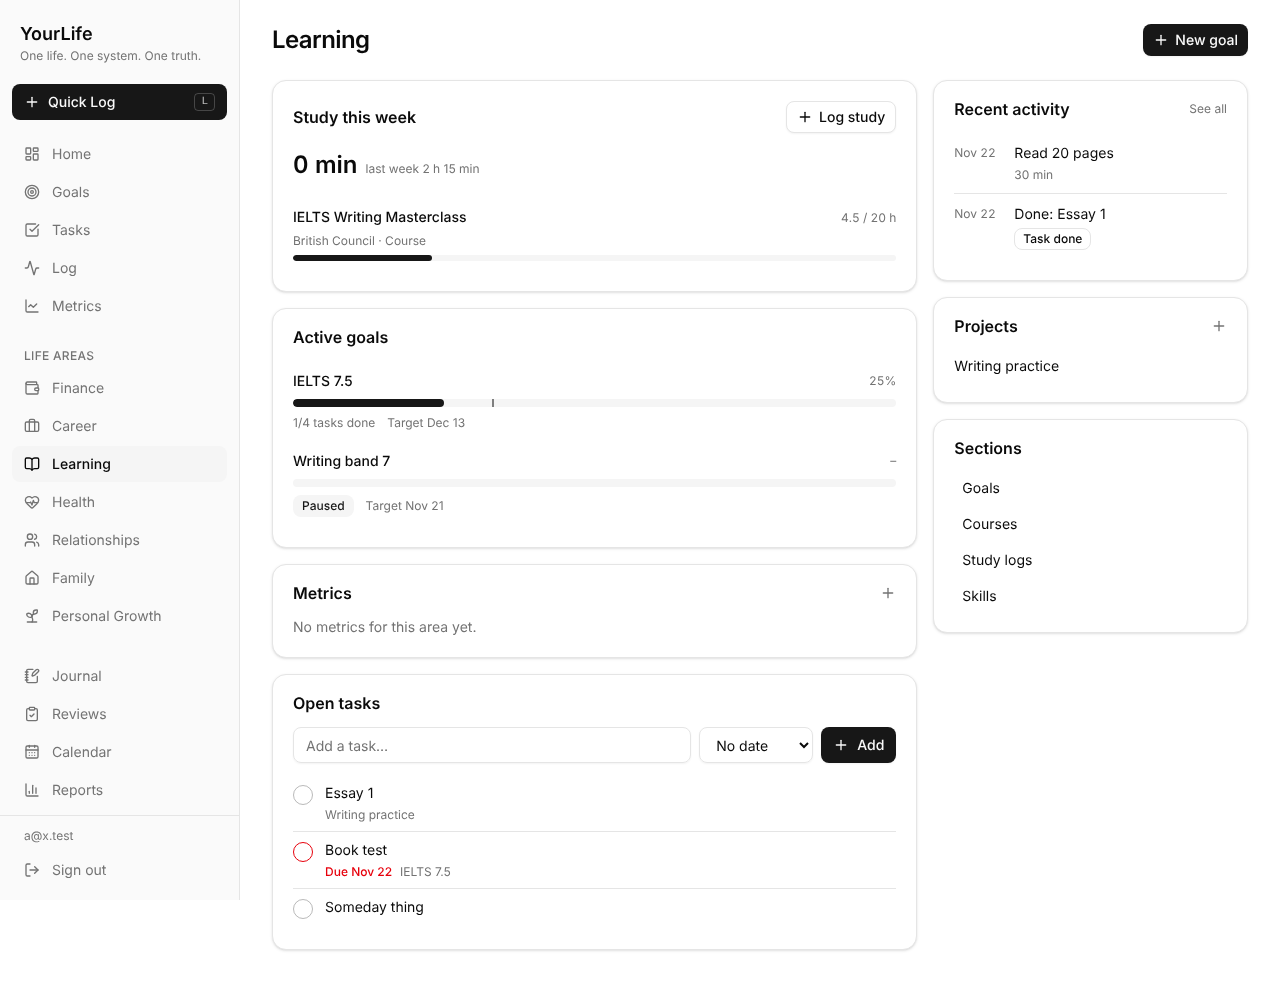 YourLife
One life. One system. One truth.
Quick Log
L
Home
Goals
Tasks
Log
Metrics
LIFE AREAS
Finance
Career
Learning
Health
Relationships
Family
Personal Growth
Journal
Reviews
Calendar
Reports
a@x.test
Sign out
Learning
New goal
Study this week
Log study
0 min last week 2 h 15 min
IELTS Writing Masterclass 4.5 / 20 h
British Council · Course
Active goals
IELTS 7.5 25%
1/4 tasks done Target Dec 13
Writing band 7 –
Paused Target Nov 21
Metrics
No metrics for this area yet.
Open tasks
Add a task... No date Add
Essay 1
Writing practice
Book test
Due Nov 22 IELTS 7.5
Someday thing
Recent activity See all
Nov 22 Read 20 pages
30 min
Nov 22 Done: Essay 1
Task done
Projects
Writing practice
Sections
Goals
Courses
Study logs
Skills